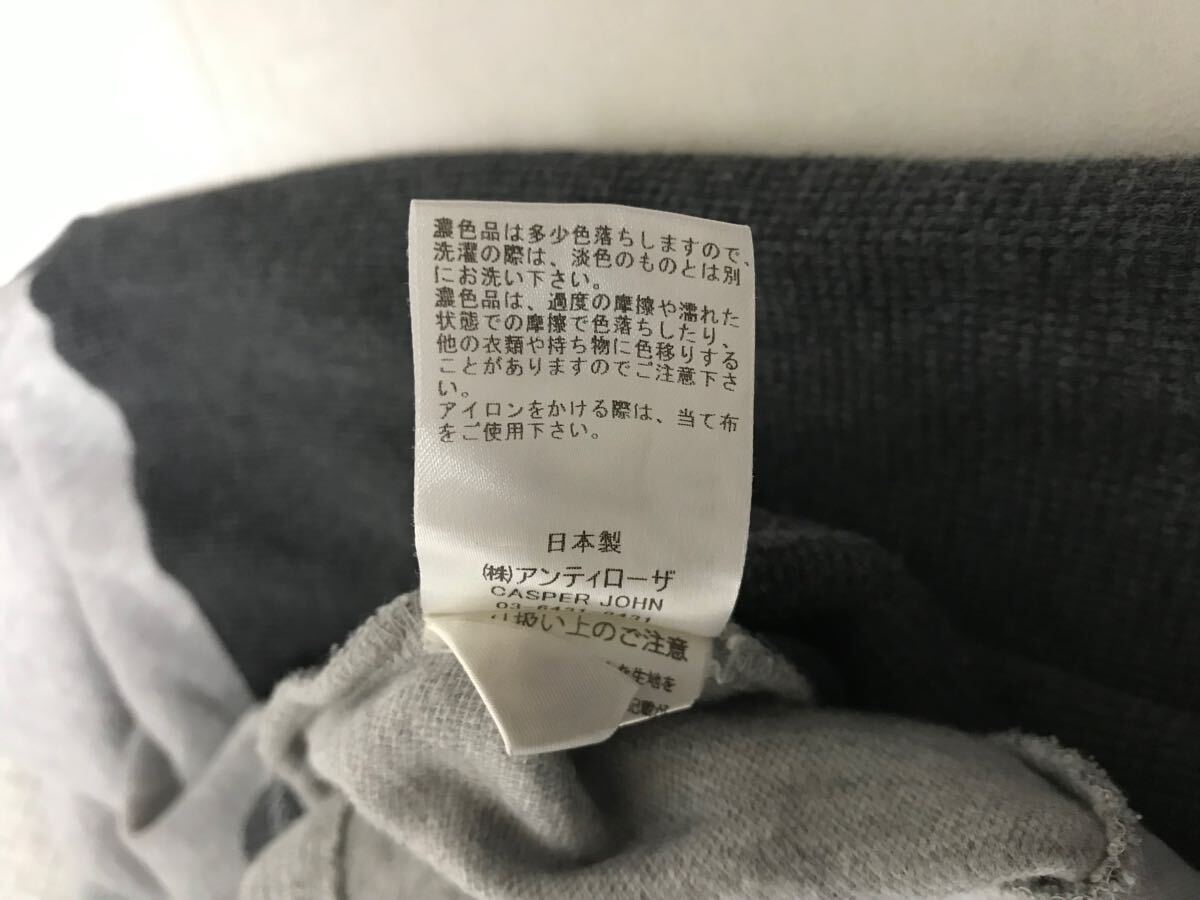 濃色品は多少色落ちしますので、
洗濯の際は、淡色のものとは別
にお洗い下さい。
濃色品は、過度の摩擦や濡れた
状態での摩擦で色落ちしたり、
他の衣類や持ち物に色移りする
ことがありますのでご注意下さ
い。
アイロンをかける際は、当て布
をご使用下さい。
日本製
(株)アンティローザ
CASPER JOHN
扱い上のご注意
生地を
記載が